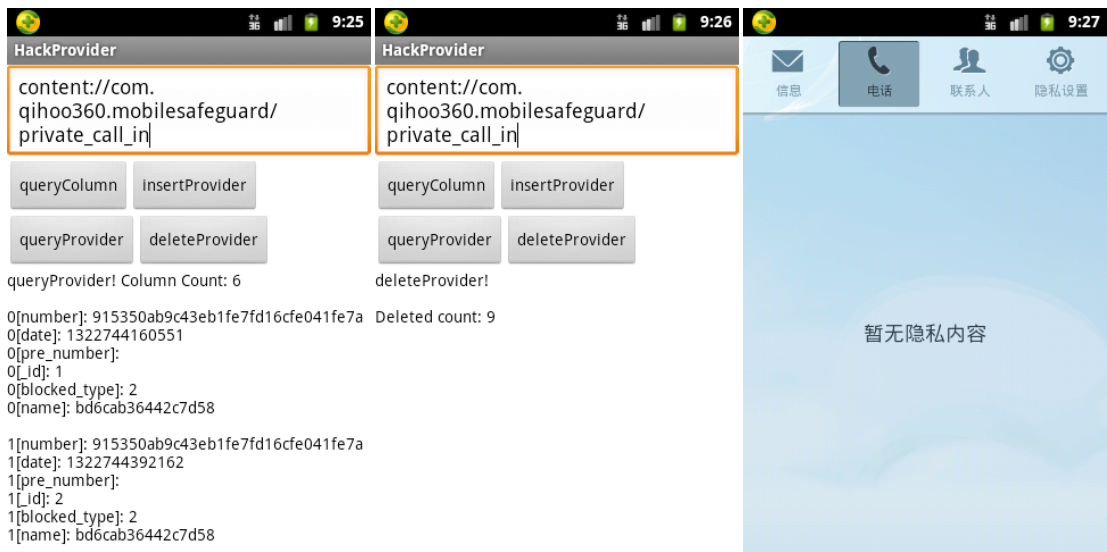 3G 9:25
HackProvider
content://com.
qihoo360.mobilesafeguard/
private_call_in
queryColumn insertProvider
queryProvider deleteProvider
queryProvider! Column Count: 6
0[number]: 915350ab9c43eb1fe7fd16cfe041fe7a
0[date]: 1322744160551
0[pre_number]:
0[_id]: 1
0[blocked_type]: 2
0[name]: bd6cab36442c7d58
1[number]: 915350ab9c43eb1fe7fd16cfe041fe7a
1[date]: 1322744392162
1[pre_number]:
1[_id]: 2
1[blocked_type]: 2
1[name]: bd6cab36442c7d58
3G 9:26
HackProvider
content://com.
qihoo360.mobilesafeguard/
private_call_in
queryColumn insertProvider
queryProvider deleteProvider
deleteProvider!
Deleted count: 9
3G 9:27
信息 电话 联系人 隐私设置
暂无隐私内容